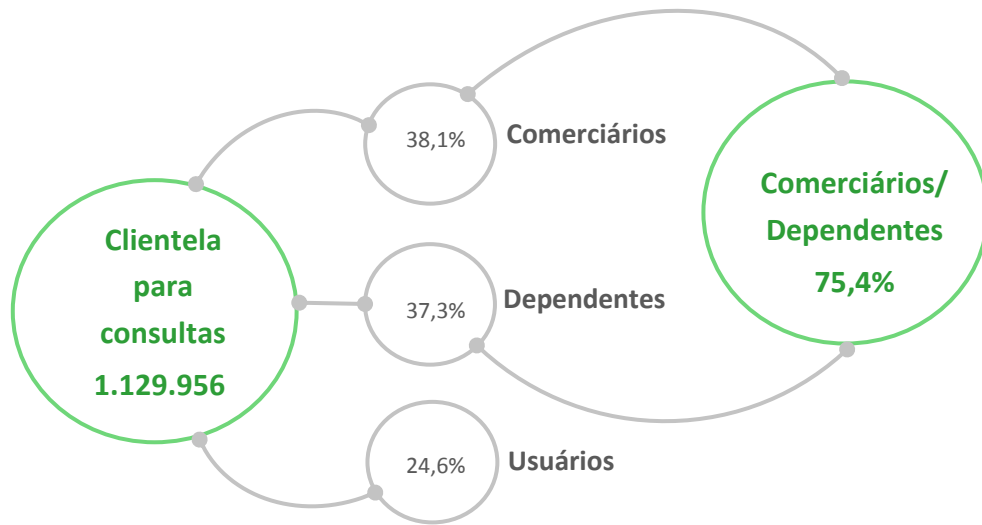 Clientela
para
consultas
1.129.956
38,1%
Comerciários
37,3%
Dependentes
24,6%
Usuários
Comerciários/
Dependentes
75,4%